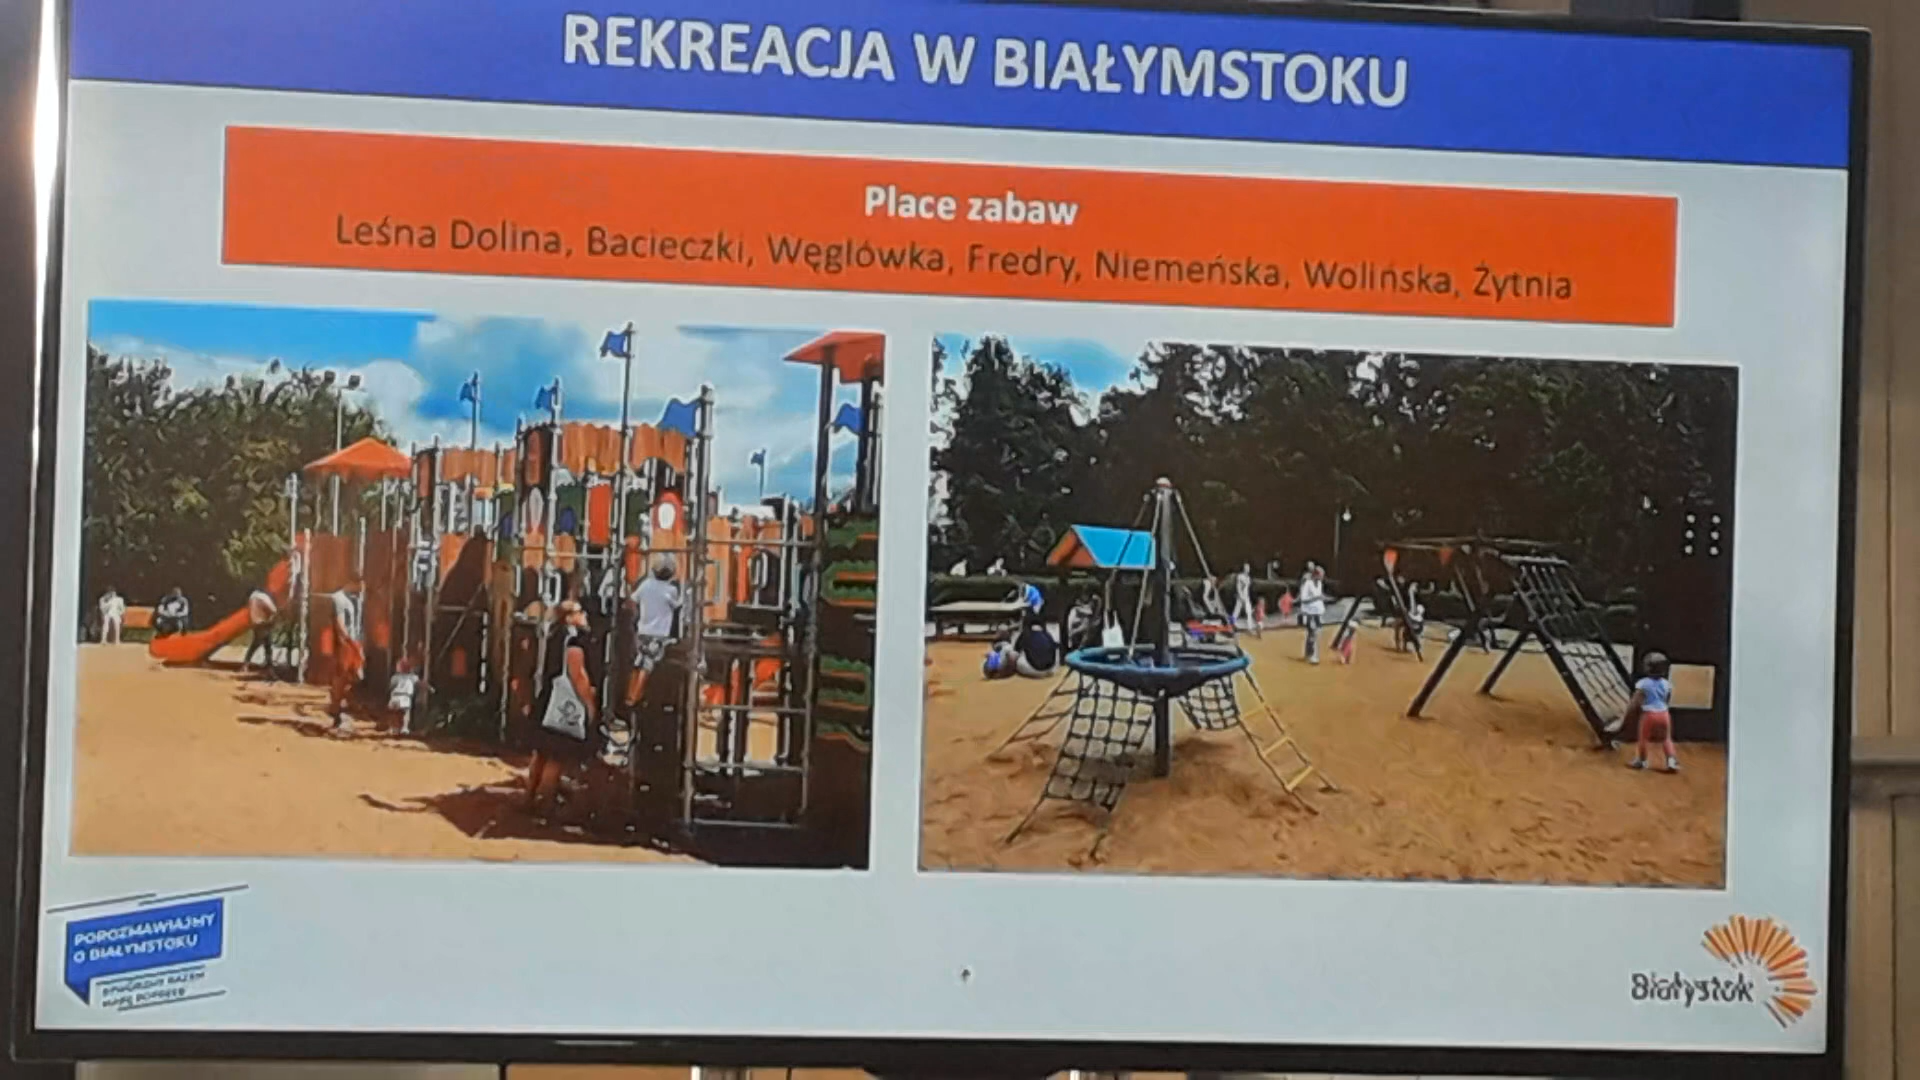 REKREACJA W BIAŁYMSTOKU
Place zabaw
Leśna Dolina, Bacieczki, Węglówka, Fredry, Niemeńska, Wolińska, Żytnia
POROZMAWIAJMY
O BIAŁYMSTOKU
Białystok